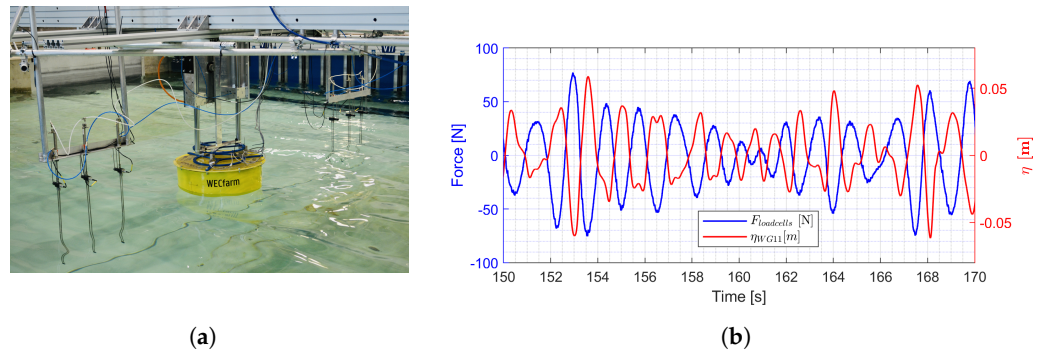 WECfarm
100
50
0
-50
-100
Force [N]
0.05
0
-0.05
η [m]
F_loadcells [N]
η_WG11[m]
150 152 154 156 158 160 162 164 166 168 170
Time [s]
(a) (b)